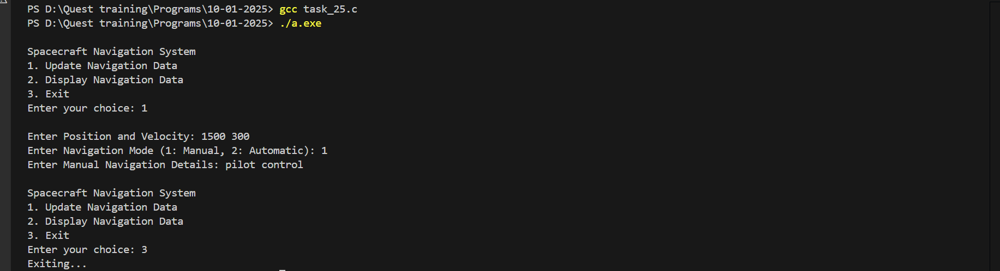 PS D:\Quest training\Programs\10-01-2025> gcc task_25.c
PS D:\Quest training\Programs\10-01-2025> ./a.exe
Spacecraft Navigation System
1. Update Navigation Data
2. Display Navigation Data
3. Exit
Enter your choice: 1
Enter Position and Velocity: 1500 300
Enter Navigation Mode (1: Manual, 2: Automatic): 1
Enter Manual Navigation Details: pilot control
Spacecraft Navigation System
1. Update Navigation Data
2. Display Navigation Data
3. Exit
Enter your choice: 3
Exiting...